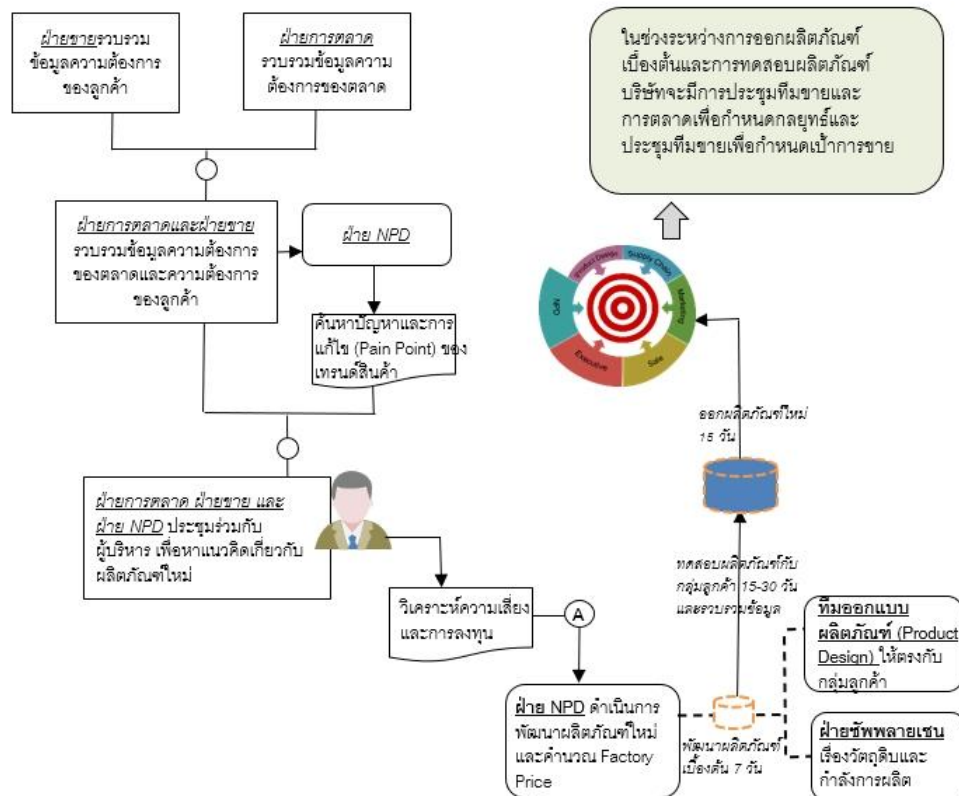 ฝ่ายขายรวบรวม
ข้อมูลความต้องการ
ของลูกค้า
ฝ่ายการตลาด
รวบรวมข้อมูลความ
ต้องการของตลาด
ในช่วงระหว่างการออกผลิตภัณฑ์
เบื้องต้นและการทดสอบผลิตภัณฑ์
บริษัทจะมีการประชุมทีมขายและ
การตลาดเพื่อกำหนดกลยุทธ์และ
ประชุมทีมขายเพื่อกำหนดเป้าการขาย
ฝ่ายการตลาดและฝ่ายขาย
รวบรวมข้อมูลความต้องการ
ของตลาดและความต้องการ
ของลูกค้า
ฝ่าย NPD
ค้นหาปัญหาและการ
แก้ไข (Pain Point) ของ
เทรนด์สินค้า
Product Design
Supply Chain
Marketing
Sale
Executive
NPD
ออกผลิตภัณฑ์ใหม่
15 วัน
ฝ่ายการตลาด ฝ่ายขาย และ
ฝ่าย NPD ประชุมร่วมกับ
ผู้บริหาร เพื่อหาแนวคิดเกี่ยวกับ
ผลิตภัณฑ์ใหม่
วิเคราะห์ความเสี่ยง
และการลงทุน
A
ทดสอบผลิตภัณฑ์กับ
กลุ่มลูกค้า 15-30 วัน
และรวบรวมข้อมูล
ทีมออกแบบ
ผลิตภัณฑ์ (Product
Design) ให้ตรงกับ
กลุ่มลูกค้า
ฝ่าย NPD ดำเนินการ
พัฒนาผลิตภัณฑ์ใหม่
และคำนวณ Factory
Price
พัฒนาผลิตภัณฑ์
เบื้องต้น 7 วัน
ฝ่ายซัพพลายเชน
เรื่องวัตถุดิบและ
กำลังการผลิต